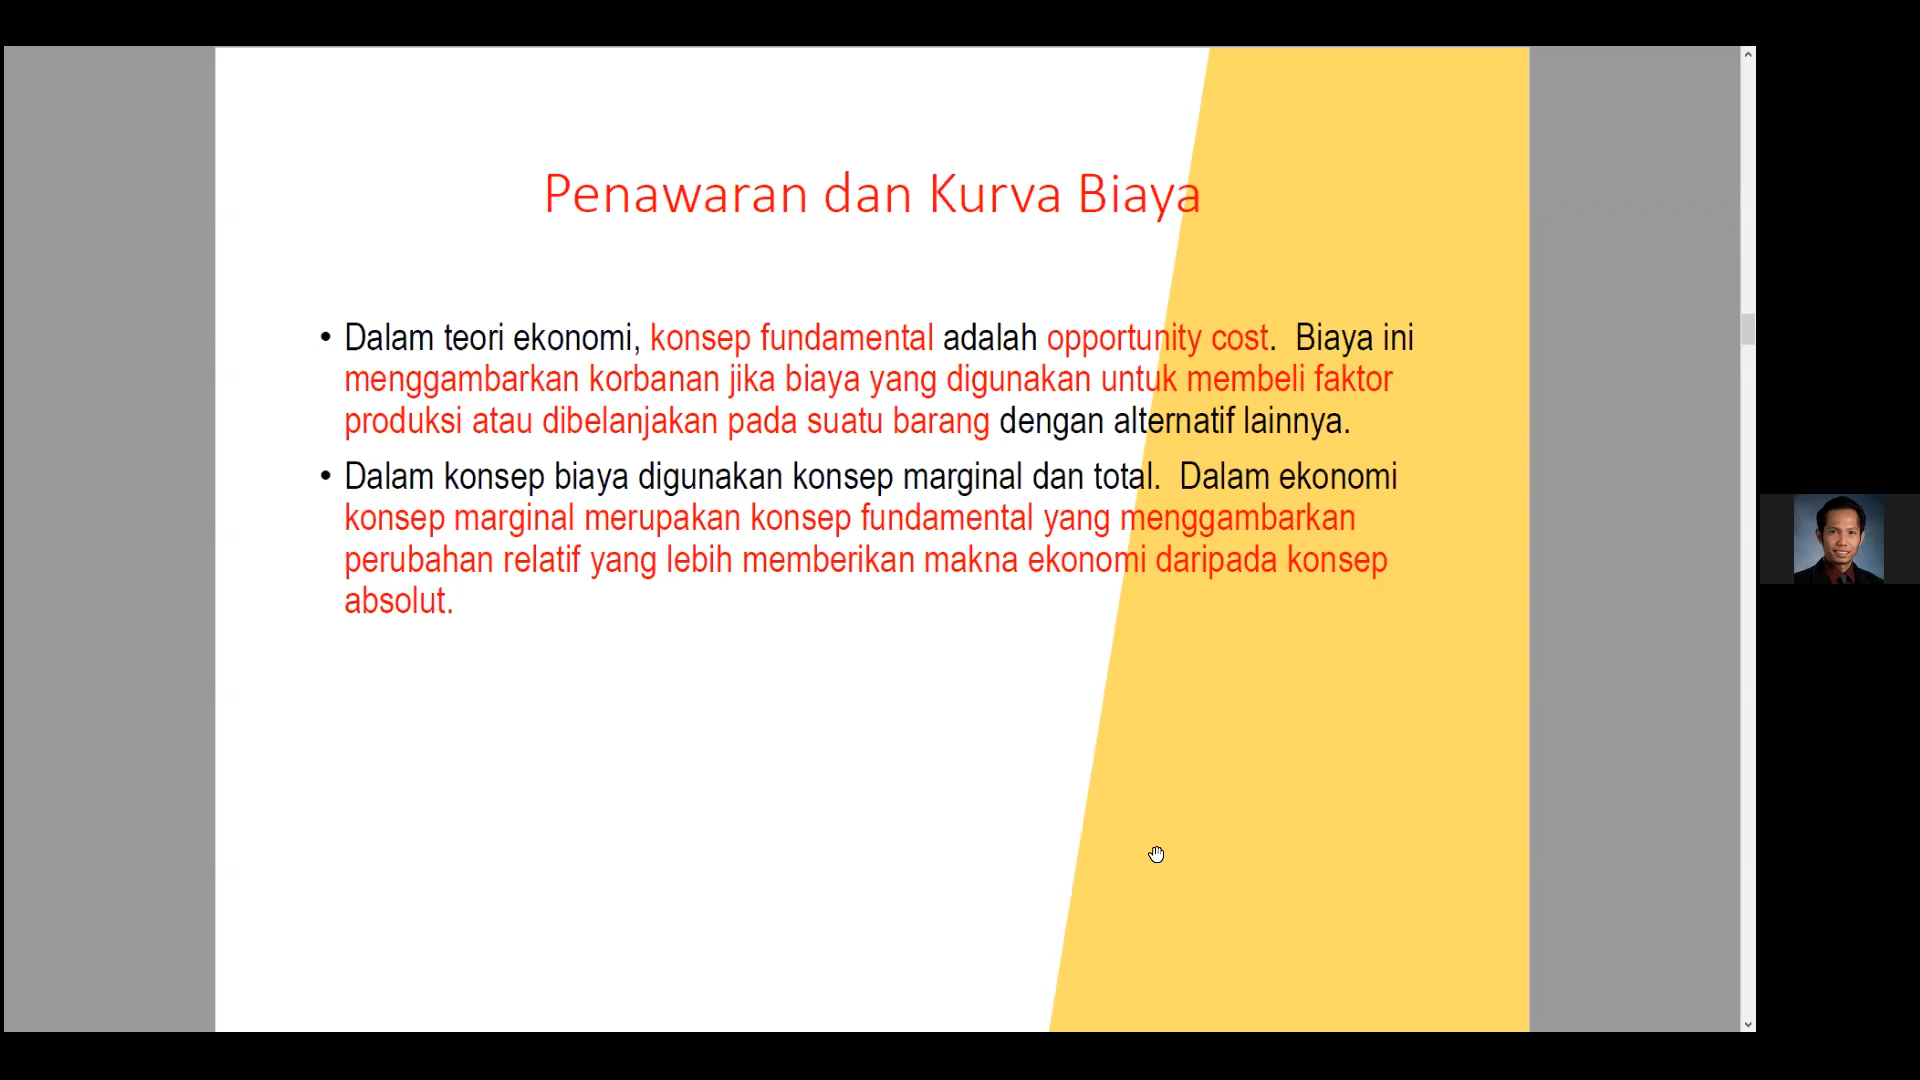 Penawaran dan Kurva Biaya
• Dalam teori ekonomi, konsep fundamental adalah opportunity cost.  Biaya ini
menggambarkan korbanan jika biaya yang digunakan untuk membeli faktor
produksi atau dibelanjakan pada suatu barang dengan alternatif lainnya.
• Dalam konsep biaya digunakan konsep marginal dan total.  Dalam ekonomi
konsep marginal merupakan konsep fundamental yang menggambarkan
perubahan relatif yang lebih memberikan makna ekonomi daripada konsep
absolut.